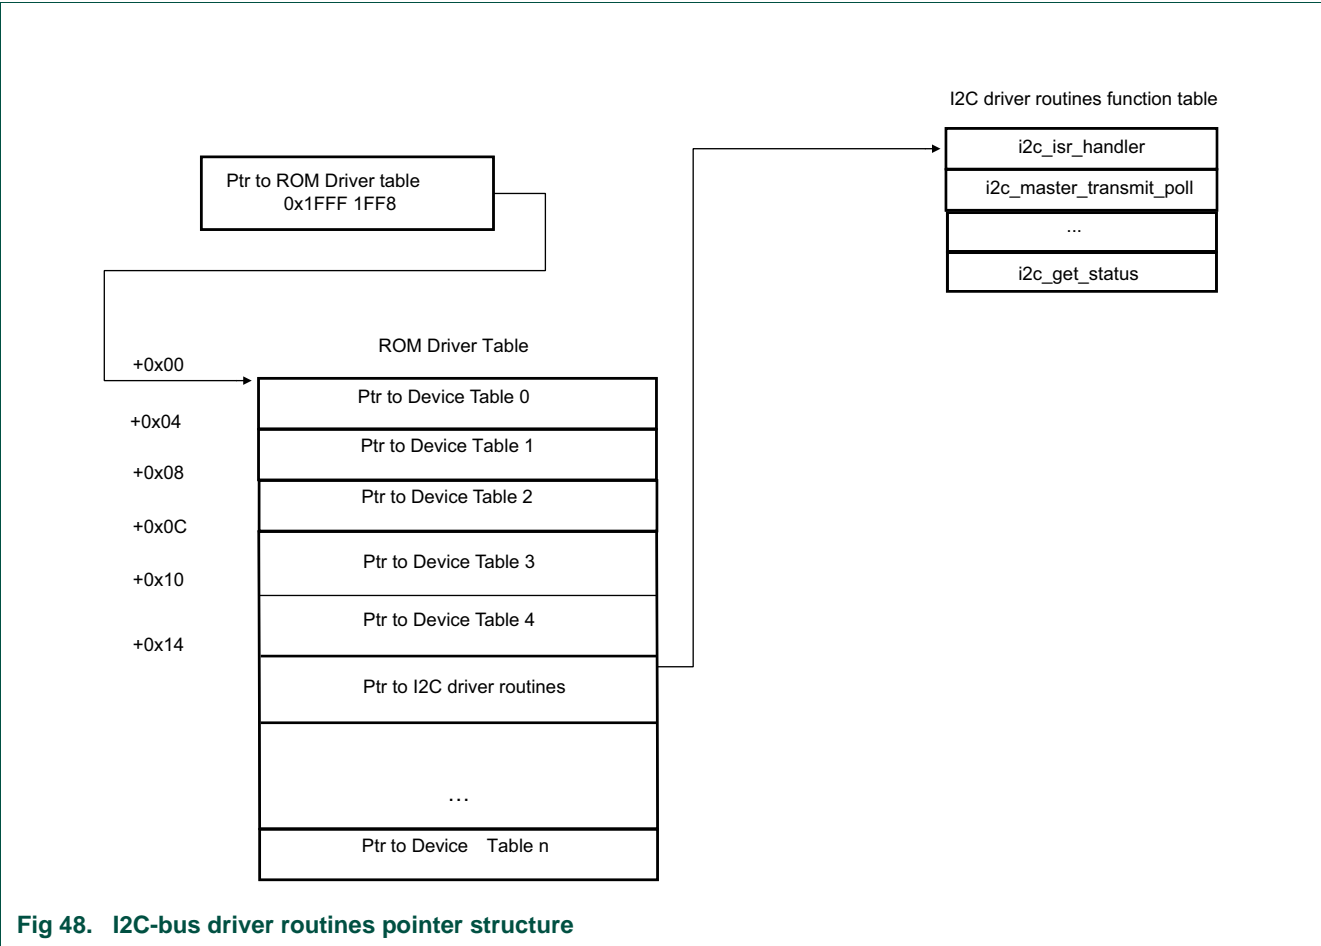 I2C driver routines function table
i2c_isr_handler
i2c_master_transmit_poll
...
i2c_get_status
Ptr to ROM Driver table
0x1FFF 1FF8
ROM Driver Table
+0x00
Ptr to Device Table 0
+0x04
Ptr to Device Table 1
+0x08
Ptr to Device Table 2
+0x0C
Ptr to Device Table 3
+0x10
Ptr to Device Table 4
+0x14
Ptr to I2C driver routines
...
Ptr to Device Table n
Fig 48. I2C-bus driver routines pointer structure